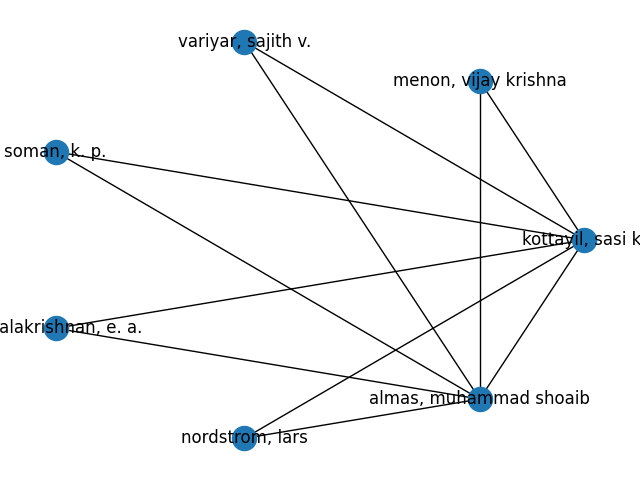 variyar, sajith v.
menon, vijay krishna
soman, k. p.
kottayil, sasi k
alakrishnan, e. a.
almas, muhammad shoaib
nordstrom, lars